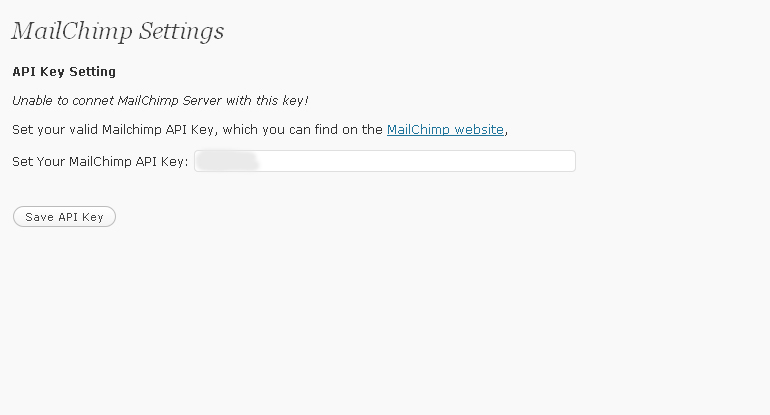 MailChimp Settings
API Key Setting
Unable to connet MailChimp Server with this key!
Set your valid Mailchimp API Key, which you can find on the MailChimp website,
Set Your MailChimp API Key:
Save API Key